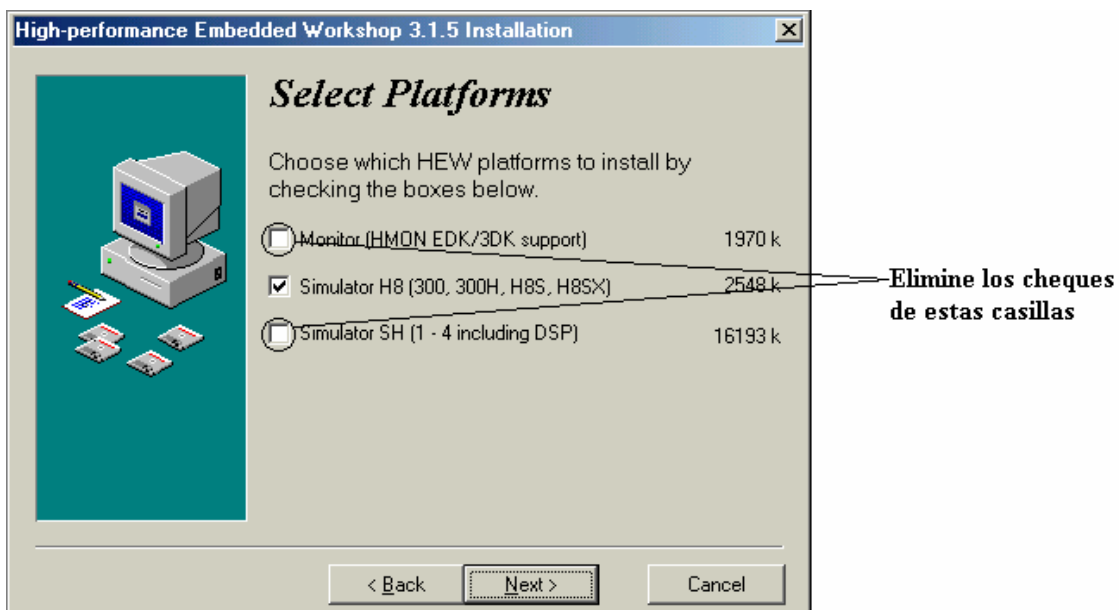 High-performance Embedded Workshop 3.1.5 Installation
Select Platforms
Choose which HEW platforms to install by
checking the boxes below.
Monitor (HMON EDK/3DK support) 1970 k
Simulator H8 (300, 300H, H8S, H8SX) 2548 k
Simulator SH (1 - 4 including DSP) 16193 k
Elimine los cheques
de estas casillas
< Back Next > Cancel